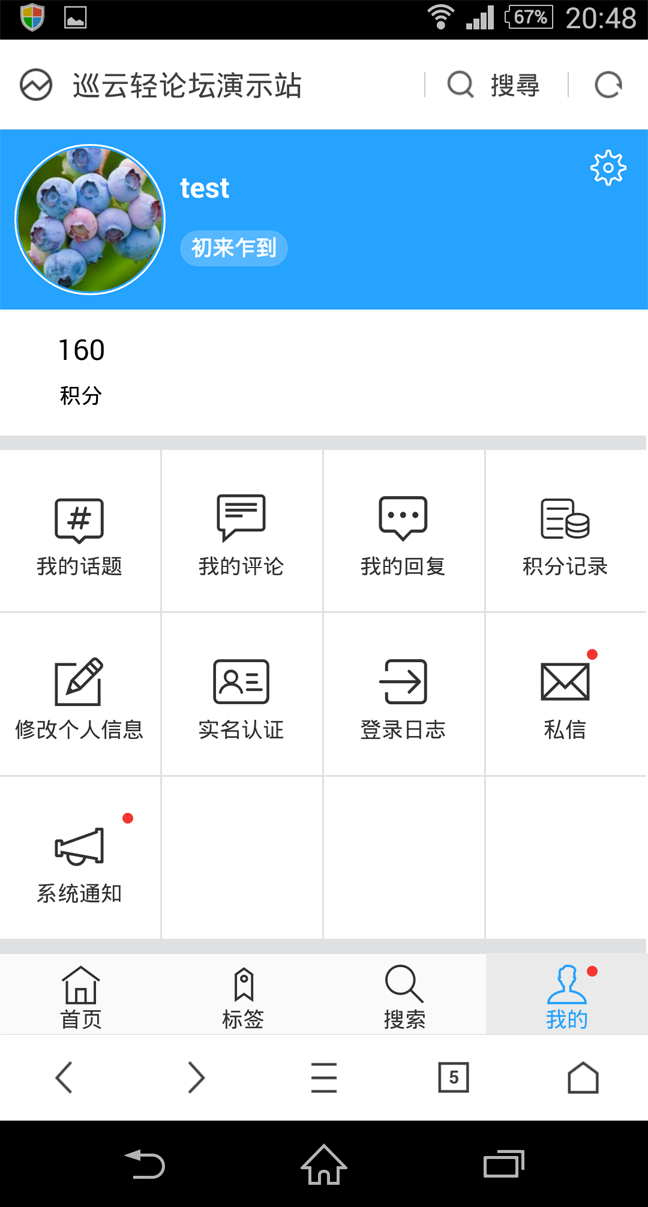 67% 20:48
巡云轻论坛演示站 搜尋
test
初来乍到
160
积分
# 
我的话题 我的评论 我的回复 积分记录
修改个人信息 实名认证 登录日志 私信
系统通知
首页 标签 搜索 我的
5